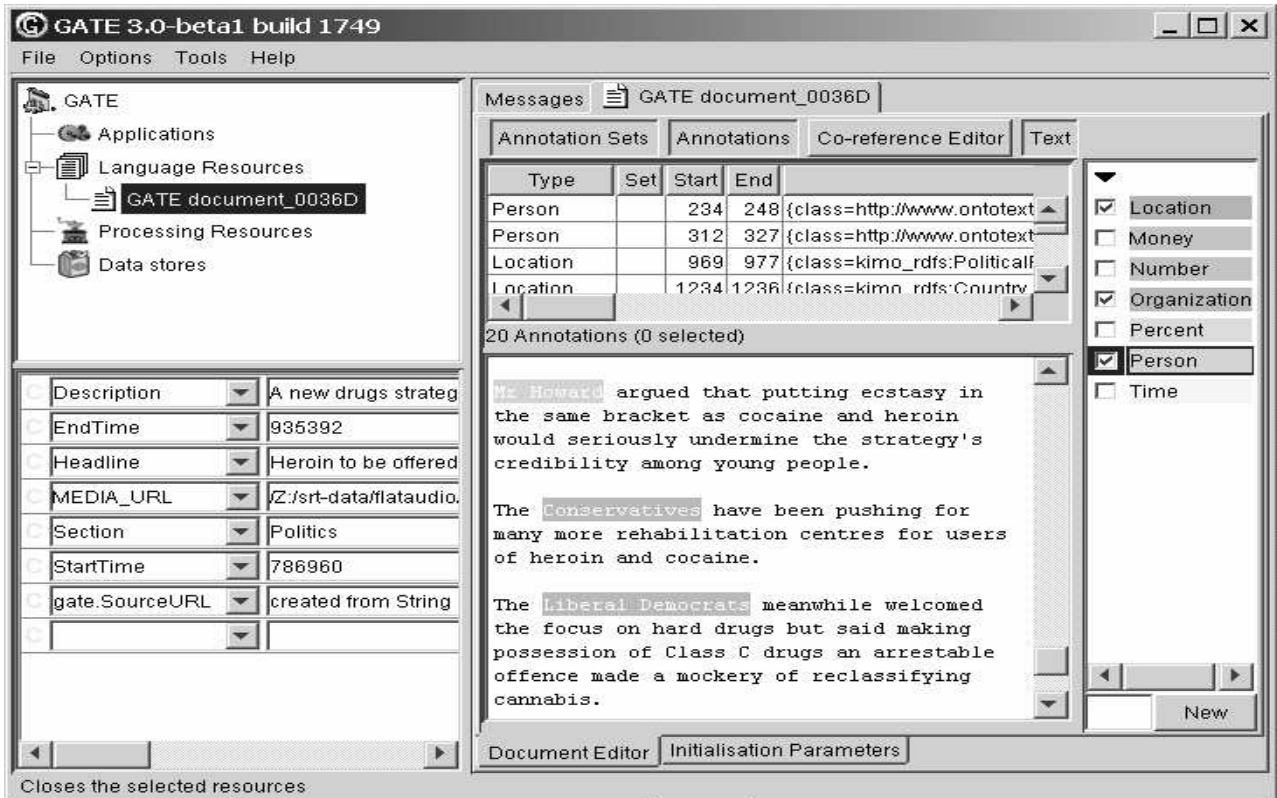 GATE 3.0-beta1 build 1749
File Options Tools Help
GATE
Applications
Language Resources
GATE document_0036D
Processing Resources
Data stores
Description A new drugs strateg
EndTime 935392
Headline Heroin to be offered
MEDIA_URL /Z:/srt-data/flataudio.
Section Politics
StartTime 786960
gate.SourceURL created from String
Messages GATE document_0036D
Annotation Sets Annotations Co-reference Editor Text
Type Set Start End
Person 234 248 {class=http://www.ontotext
Person 312 327 {class=http://www.ontotext
Location 969 977 {class=kimo_rdfs:Political
Location 1234 1236 {class=kimo_rdfs:Country
20 Annotations (0 selected)
Mr Howard argued that putting ecstasy in
the same bracket as cocaine and heroin
would seriously undermine the strategy's
credibility among young people.
The Conservatives have been pushing for
many more rehabilitation centres for users
of heroin and cocaine.
The Liberal Democrats meanwhile welcomed
the focus on hard drugs but said making
possession of Class C drugs an arrestable
offence made a mockery of reclassifying
cannabis.
Location
Money
Number
Organization
Percent
Person
Time
New
Document Editor Initialisation Parameters
Closes the selected resources